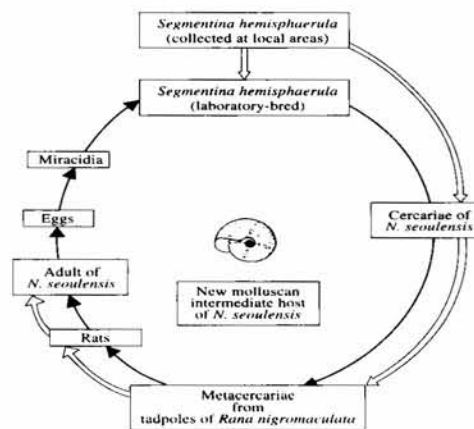 Segmentina hemisphaerula
(collected at local areas)
Segmentina hemisphaerula
(laboratory-bred)
Miracidia
Cercariae of
N. seoulensis
Eggs
Adult of
N. seoulensis
New molluscan
intermediate host
of N. seoulensis
Rats
Metacercariae
from
tadpoles of Rana nigromaculata